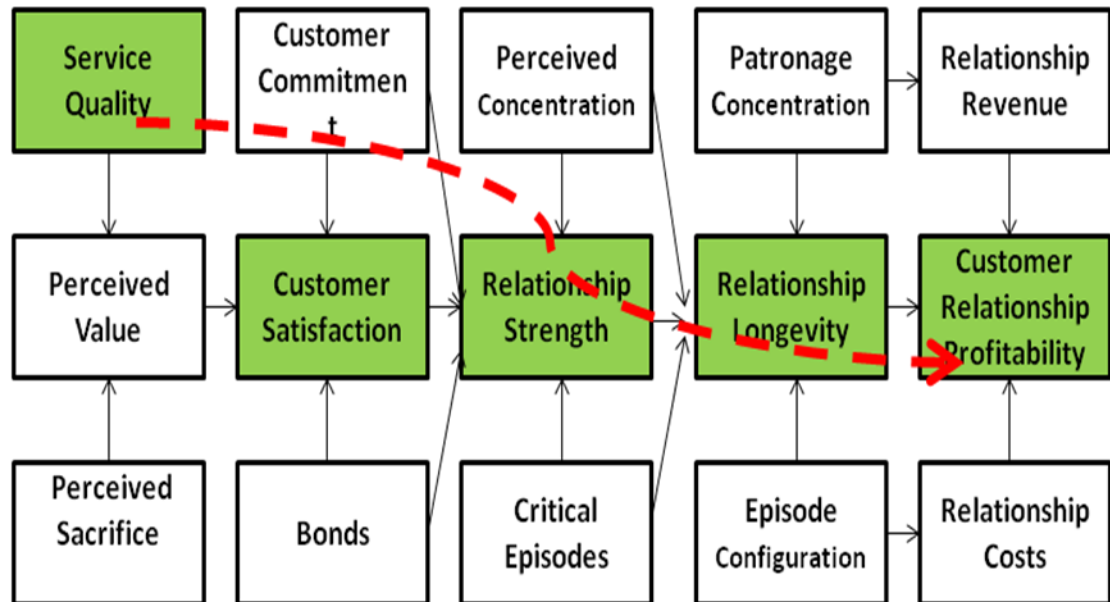 Service
Quality
Customer
Commitmen
t
Perceived
Concentration
Patronage
Concentration
Relationship
Revenue
Perceived
Value
Customer
Satisfaction
Relationship
Strength
Relationship
Longevity
Customer
Relationship
Profitability
Perceived
Sacrifice
Bonds
Critical
Episodes
Episode
Configuration
Relationship
Costs